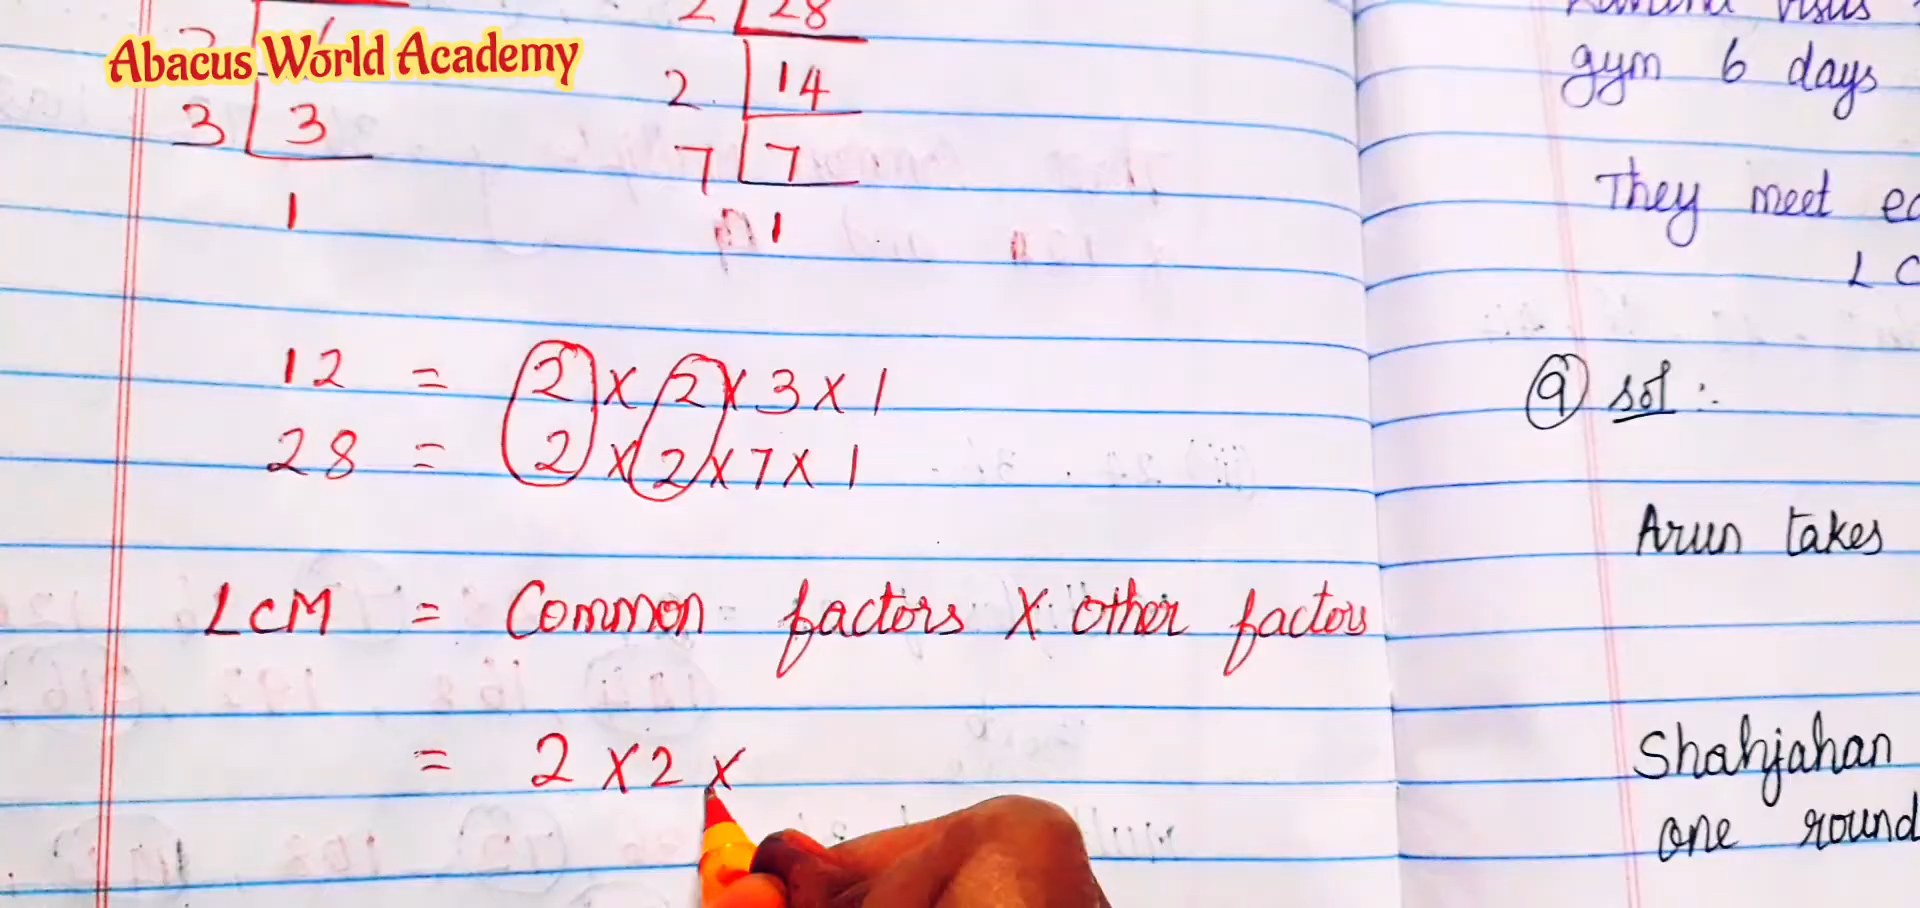 Abacus World Academy
2 28
2 14
3 3
7 7
1
1
12 = 2 x 2 x 3 x 1
28 = 2 x 2 x 7 x 1
LCM = Common factors X other factors
= 2 x 2 x
gym 6 days
They meet
LC
9 sol :-
Arun takes
Shahjahan
one round